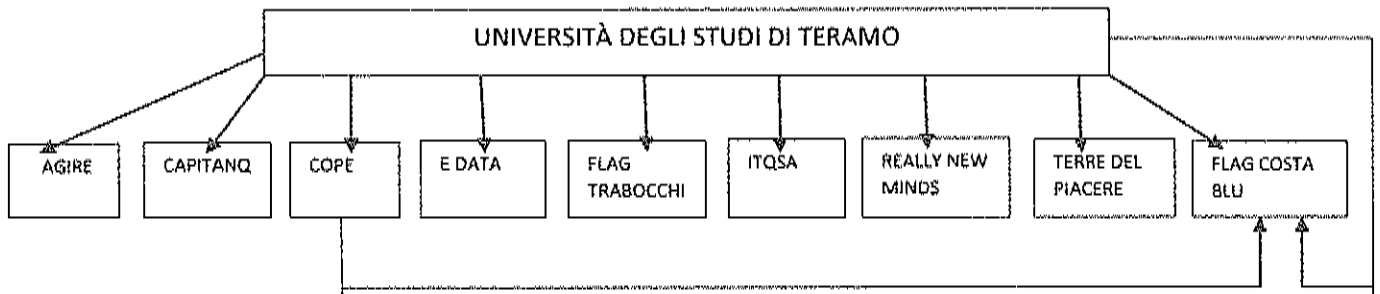 UNIVERSITÀ DEGLI STUDI DI TERAMO
AGIRE
CAPITANQ
COPE
E DATA
FLAG
TRABOCCHI
ITQSA
REALLY NEW
MINDS
TERRE DEL
PIACERE
FLAG COSTA
BLU